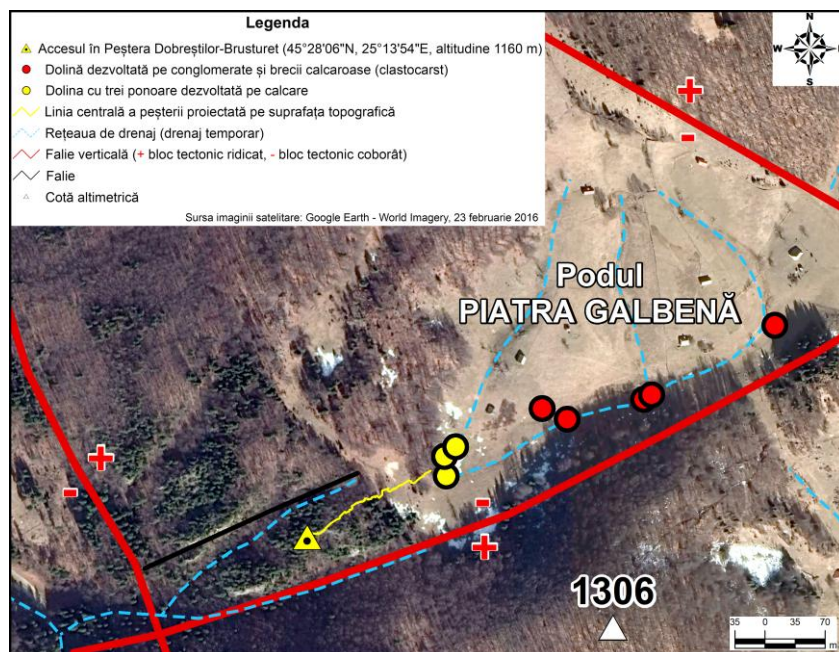 Legenda
Accesul în Peștera Dobreștilor-Brusturet (45°28'06"N, 25°13'54"E, altitudine 1160 m)
Dolină dezvoltată pe conglomerate și brecii calcaroase (clastocarst)
Dolina cu trei ponoare dezvoltată pe calcare
Linia centrală a peșterii proiectată pe suprafața topografică
Rețeaua de drenaj (drenaj temporar)
Falie verticală (+ bloc tectonic ridicat, - bloc tectonic coborât)
Falie
Cotă altimetrică
Sursa imaginii satelitare: Google Earth - World Imagery, 23 februarie 2016
N
W E
S
+
-
Podul
PIATRA GALBENĂ
+
-
-
+
1306
35 0 35 70
m